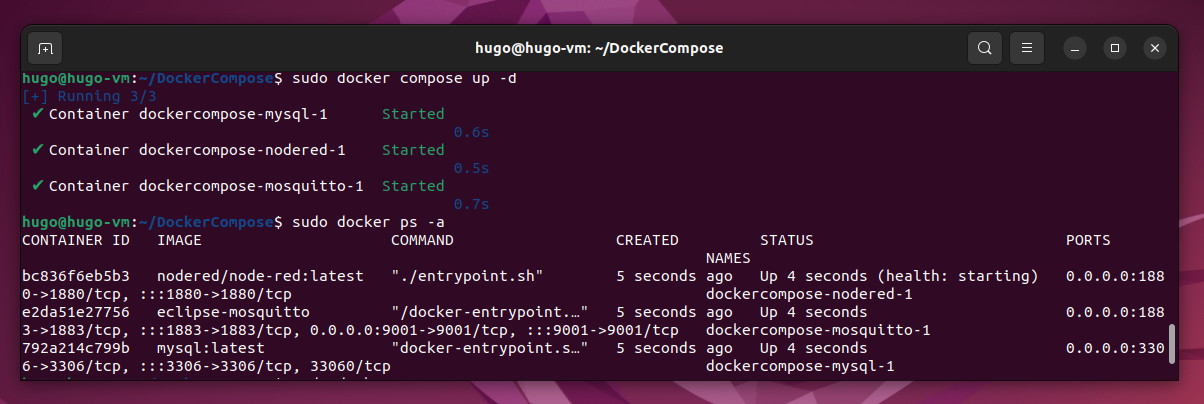 hugo@hugo-vm: ~/DockerCompose
hugo@hugo-vm:~/DockerCompose$ sudo docker compose up -d
[+] Running 3/3
✔ Container dockercompose-mysql-1 Started
0.6s
✔ Container dockercompose-nodered-1 Started
0.5s
✔ Container dockercompose-mosquitto-1 Started
0.7s
hugo@hugo-vm:~/DockerCompose$ sudo docker ps -a
CONTAINER ID IMAGE COMMAND CREATED STATUS PORTS
NAMES
bc836f6eb5b3 nodered/node-red:latest "./entrypoint.sh" 5 seconds ago Up 4 seconds (health: starting) 0.0.0.0:188
0->1880/tcp, :::1880->1880/tcp dockercompose-nodered-1
e2da51e27756 eclipse-mosquitto "/docker-entrypoint.…" 5 seconds ago Up 4 seconds 0.0.0.0:188
3->1883/tcp, :::1883->1883/tcp, 0.0.0.0:9001->9001/tcp, :::9001->9001/tcp dockercompose-mosquitto-1
792a214c799b mysql:latest "docker-entrypoint.s…" 5 seconds ago Up 4 seconds 0.0.0.0:330
6->3306/tcp, :::3306->3306/tcp, 33060/tcp dockercompose-mysql-1